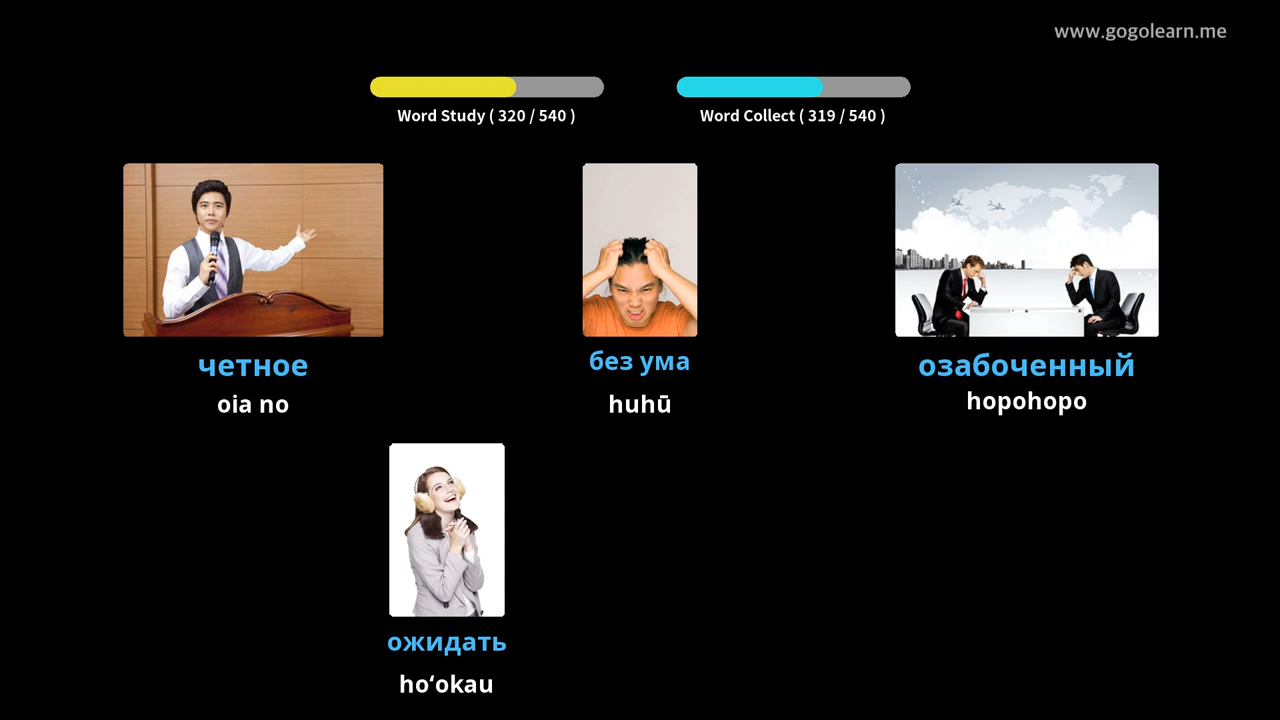 www.gogolearn.me
Word Study ( 320 / 540 )
Word Collect ( 319 / 540 )
четное
oia no
без ума
huhū
озабоченный
hopohopo
ожидать
hoʻokau